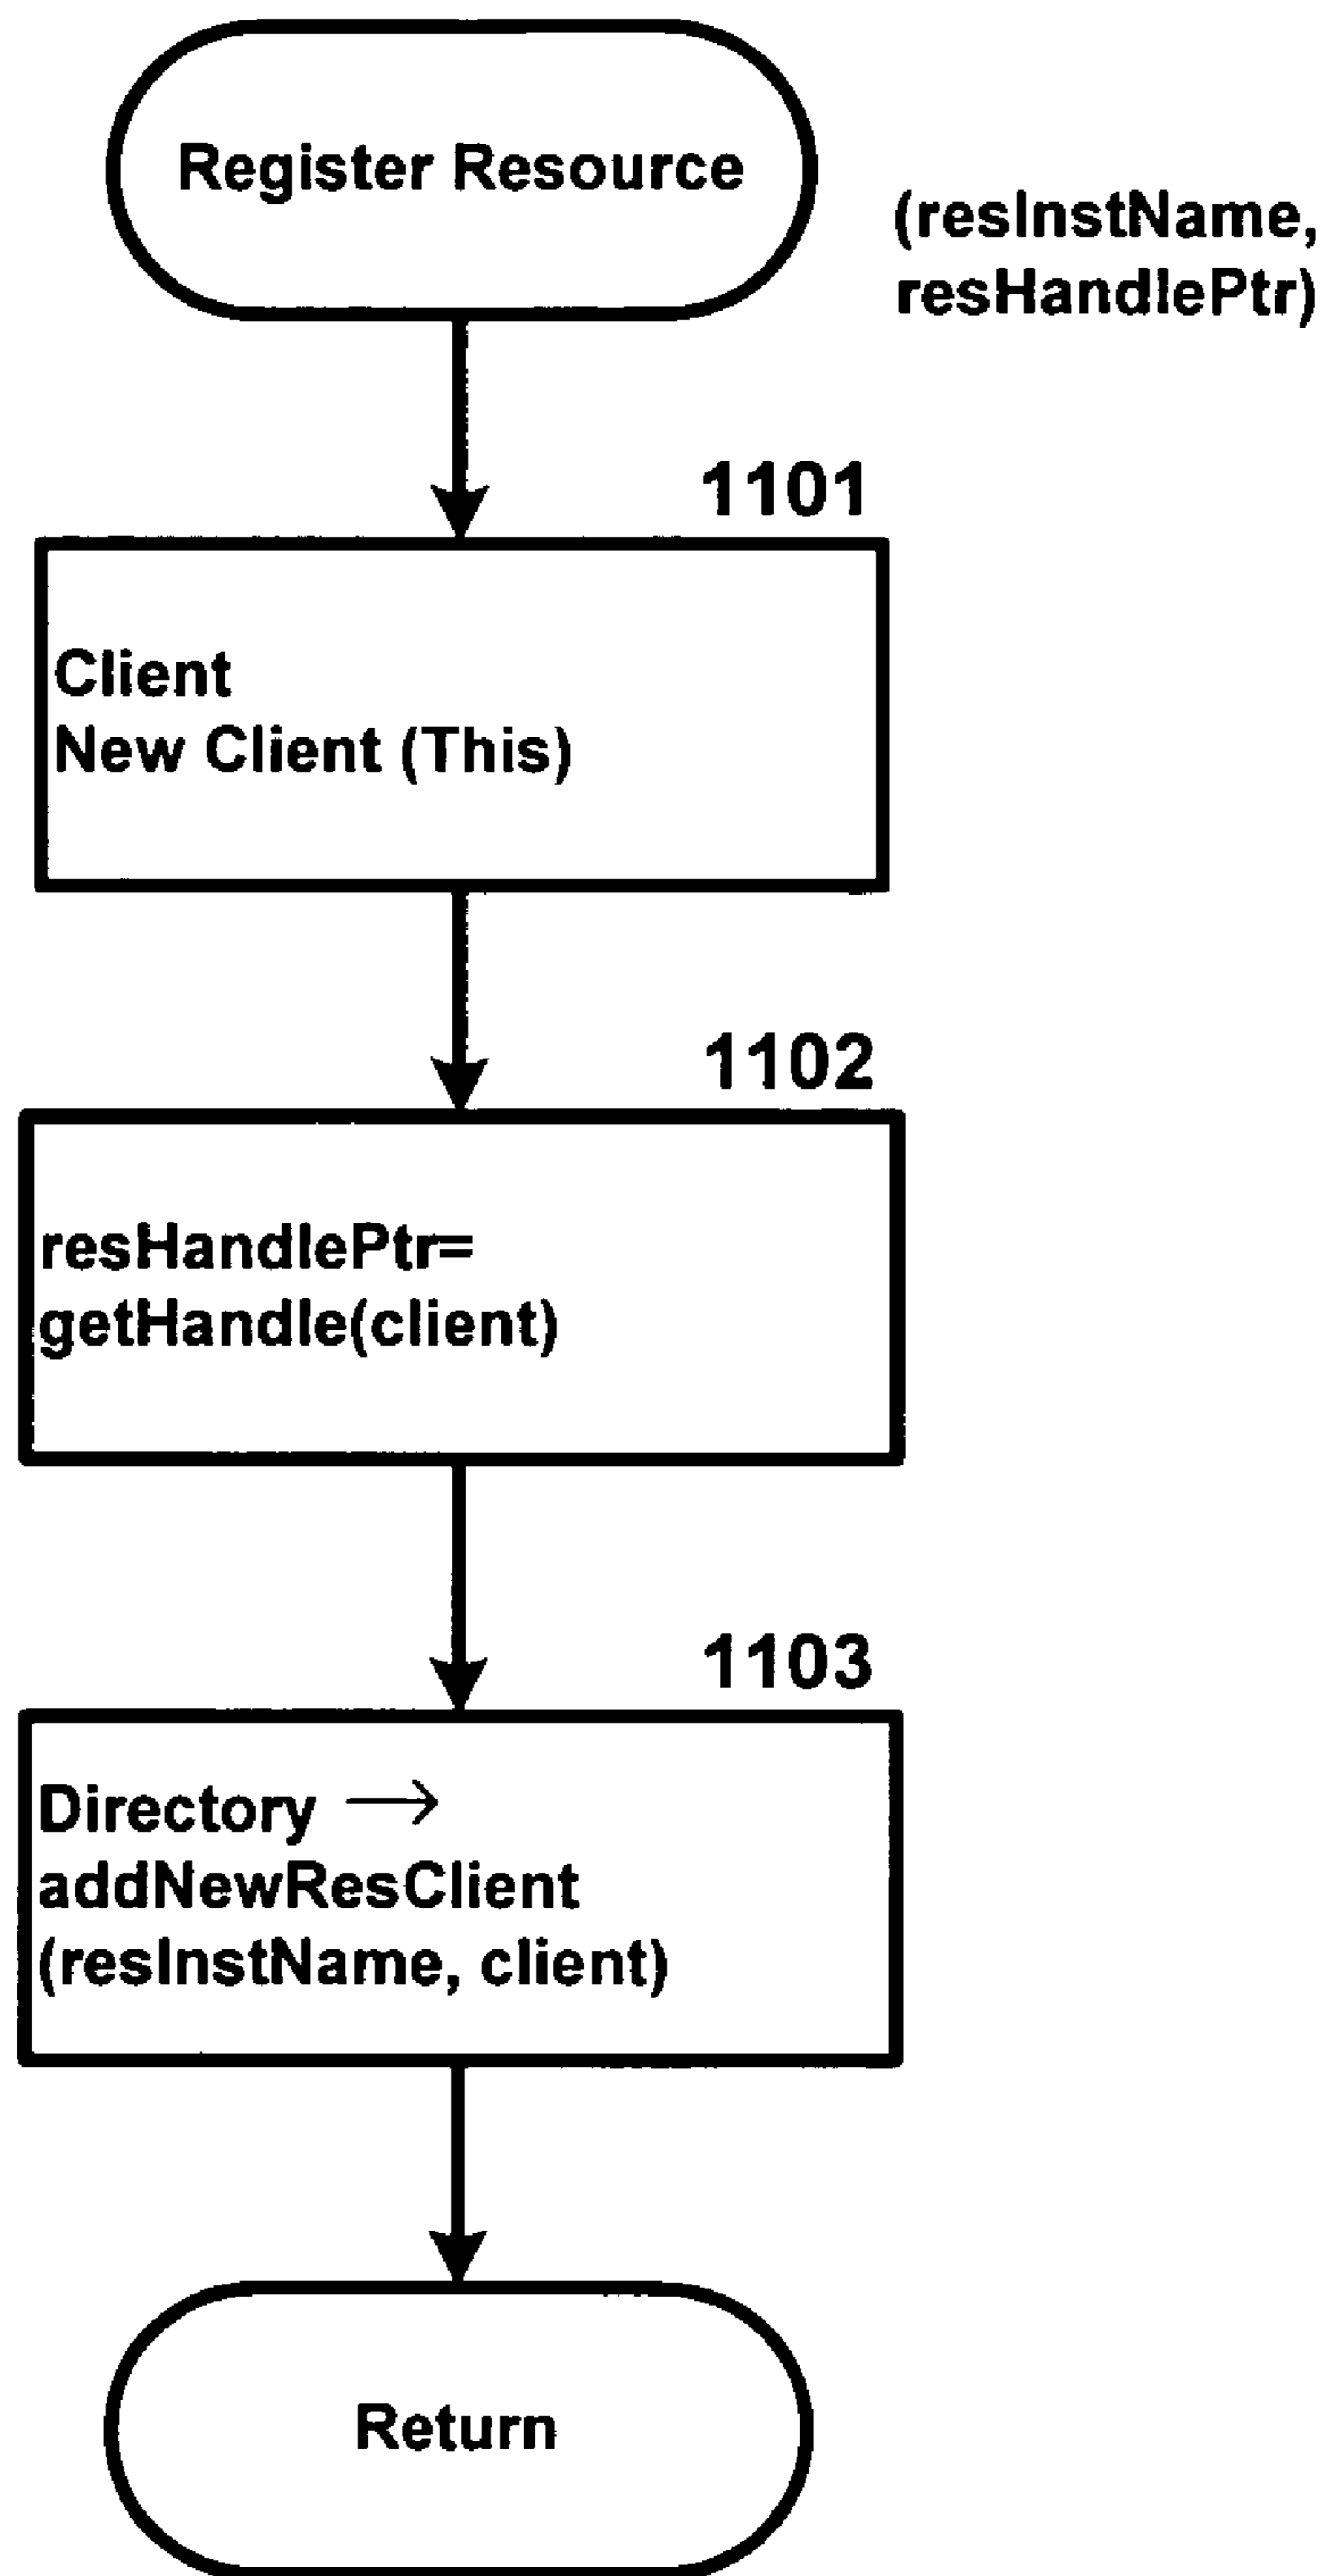 Register Resource
(resInstName,
resHandlePtr)
1101
Client
New Client (This)
1102
resHandlePtr=
getHandle(client)
1103
Directory →
addNewResClient
(resInstName, client)
Return